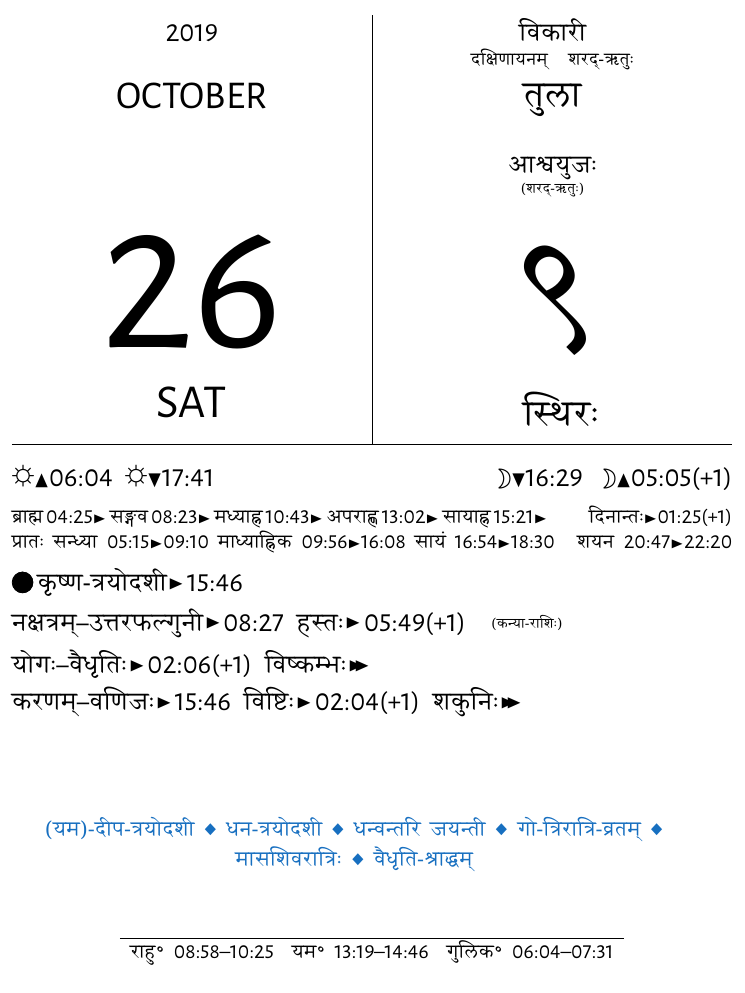 2019
OCTOBER
26
SAT
विकारी
दक्षिणायनम् शरद्-ऋतुः
तुला
आश्वयुजः
(शरद्-ऋतुः)
९
स्थिरः
☼▲06:04 ☼▼17:41 ☽▼16:29 ☽▲05:05(+1)
ब्राह्म 04:25► सङ्गव 08:23► मध्याह्न 10:43► अपराह्ण 13:02► सायाह्न 15:21► दिनान्तः►01:25(+1)
प्रातः सन्ध्या 05:15►09:10 माध्याह्निक 09:56►16:08 सायं 16:54►18:30 शयन 20:47►22:20
●कृष्ण-त्रयोदशी►15:46
नक्षत्रम्–उत्तरफल्गुनी►08:27 हस्तः►05:49(+1) (कन्या-राशिः)
योगः–वैधृतिः►02:06(+1) विष्कम्भः►►
करणम्–वणिजः►15:46 विष्टिः►02:04(+1) शकुनिः►►
(यम)-दीप-त्रयोदशी ◆ धन-त्रयोदशी ◆ धन्वन्तरि जयन्ती ◆ गो-त्रिरात्रि-व्रतम् ◆
मासशिवरात्रिः ◆ वैधृति-श्राद्धम्
राहु॰ 08:58–10:25 यम॰ 13:19–14:46 गुलिक॰ 06:04–07:31